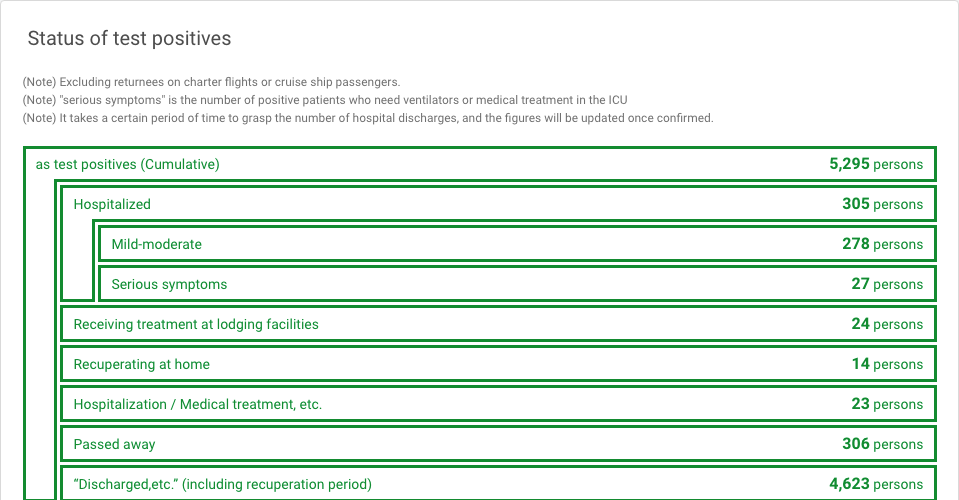 Status of test positives
(Note) Excluding returnees on charter flights or cruise ship passengers.
(Note) "serious symptoms" is the number of positive patients who need ventilators or medical treatment in the ICU
(Note) It takes a certain period of time to grasp the number of hospital discharges, and the figures will be updated once confirmed.
as test positives (Cumulative) 5,295 persons
Hospitalized 305 persons
Mild-moderate 278 persons
Serious symptoms 27 persons
Receiving treatment at lodging facilities 24 persons
Recuperating at home 14 persons
Hospitalization / Medical treatment, etc. 23 persons
Passed away 306 persons
“Discharged,etc.” (including recuperation period) 4,623 persons